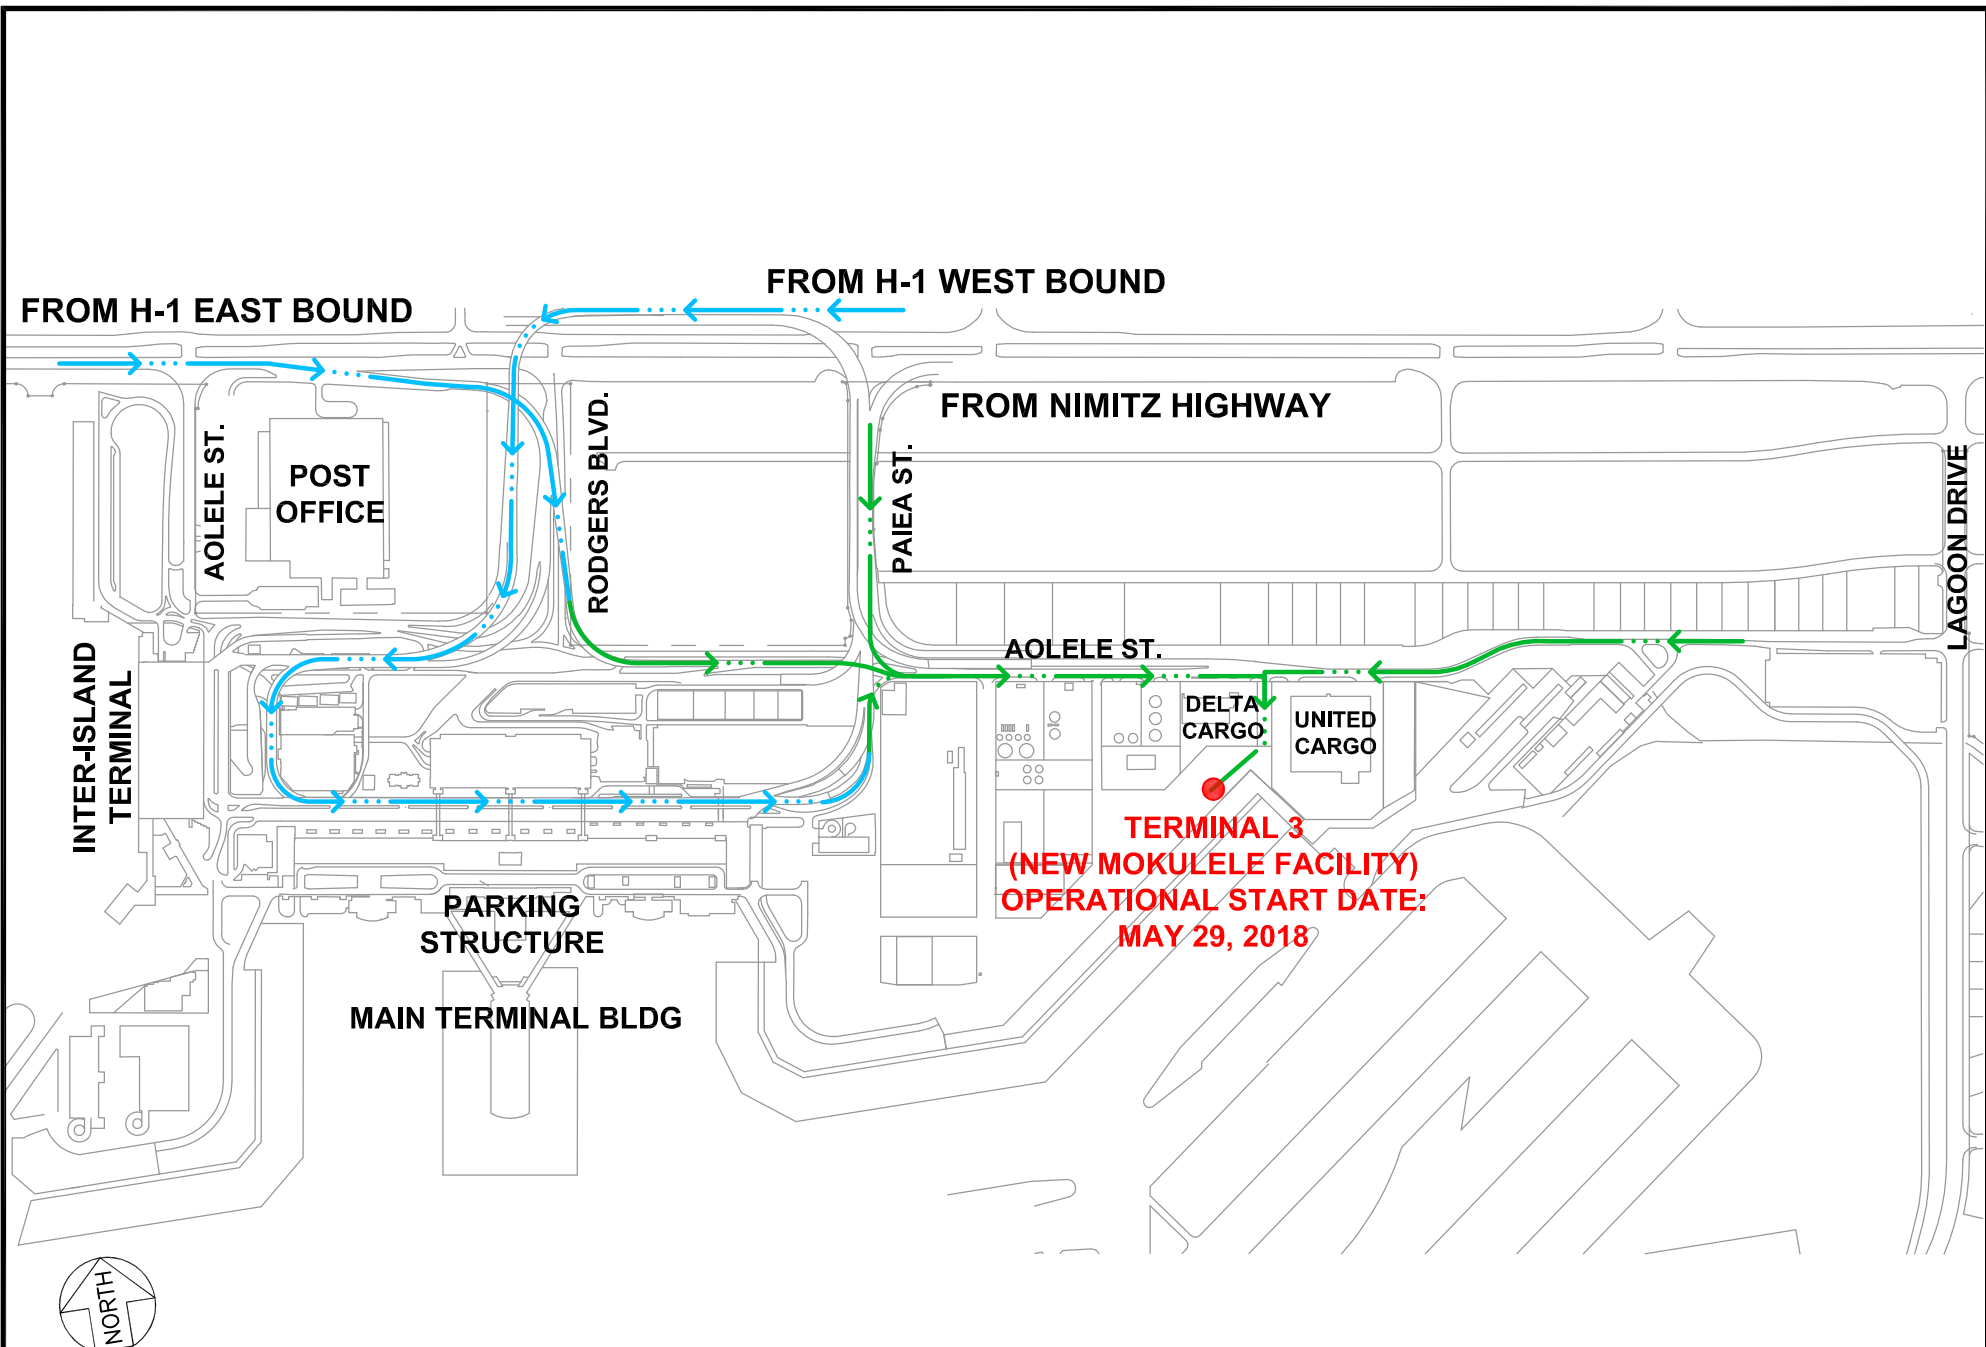 FROM H-1 WEST BOUND
FROM H-1 EAST BOUND
FROM NIMITZ HIGHWAY
AOLELE ST.
POST
OFFICE
RODGERS BLVD.
PAIEA ST.
LAGOON DRIVE
INTER-ISLAND
TERMINAL
AOLELE ST.
DELTA
CARGO
UNITED
CARGO
TERMINAL 3
(NEW MOKULELE FACILITY)
OPERATIONAL START DATE:
MAY 29, 2018
PARKING
STRUCTURE
MAIN TERMINAL BLDG
NORTH